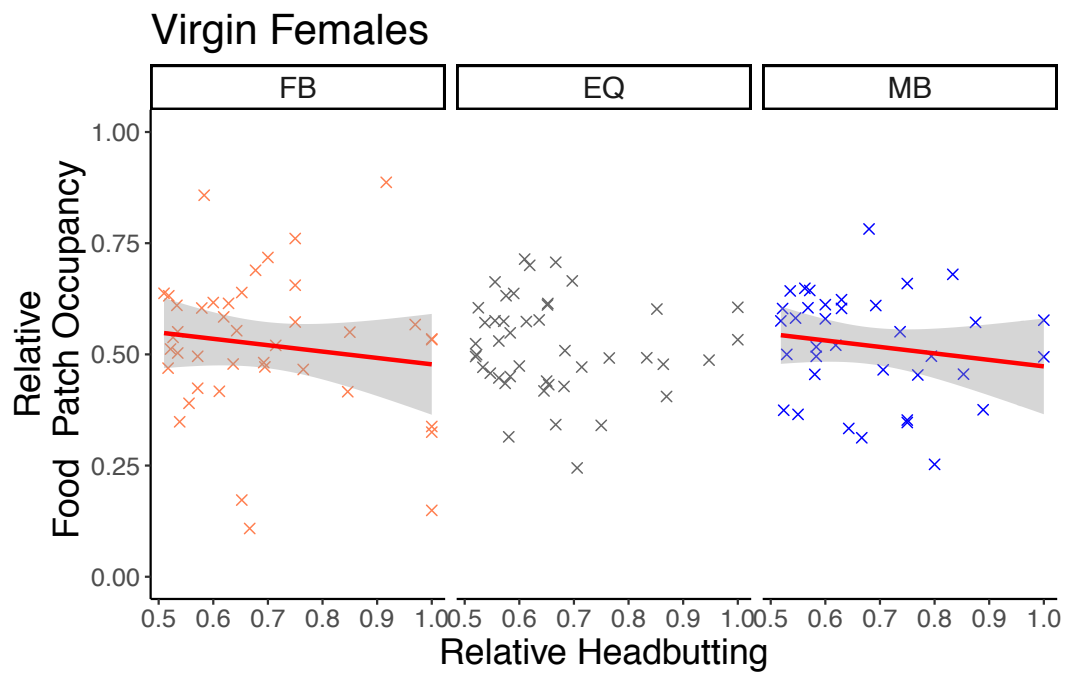 Virgin Females
FB EQ MB
Relative
Food Patch Occupancy
1.00
0.75
0.50
0.25
0.00
0.5 0.6 0.7 0.8 0.9 1.0 0.5 0.6 0.7 0.8 0.9 1.0 0.5 0.6 0.7 0.8 0.9 1.0
Relative Headbutting